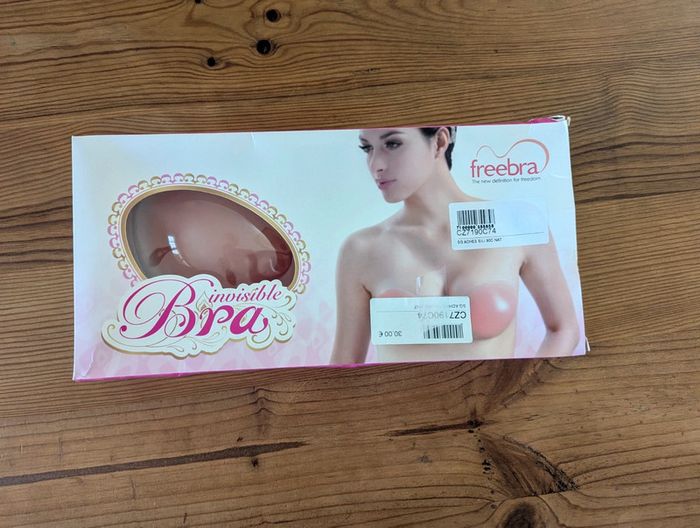 freebra
The new definition for freedom
CZ7190C74
invisible
Bra
CZ7190C74
30,00 €